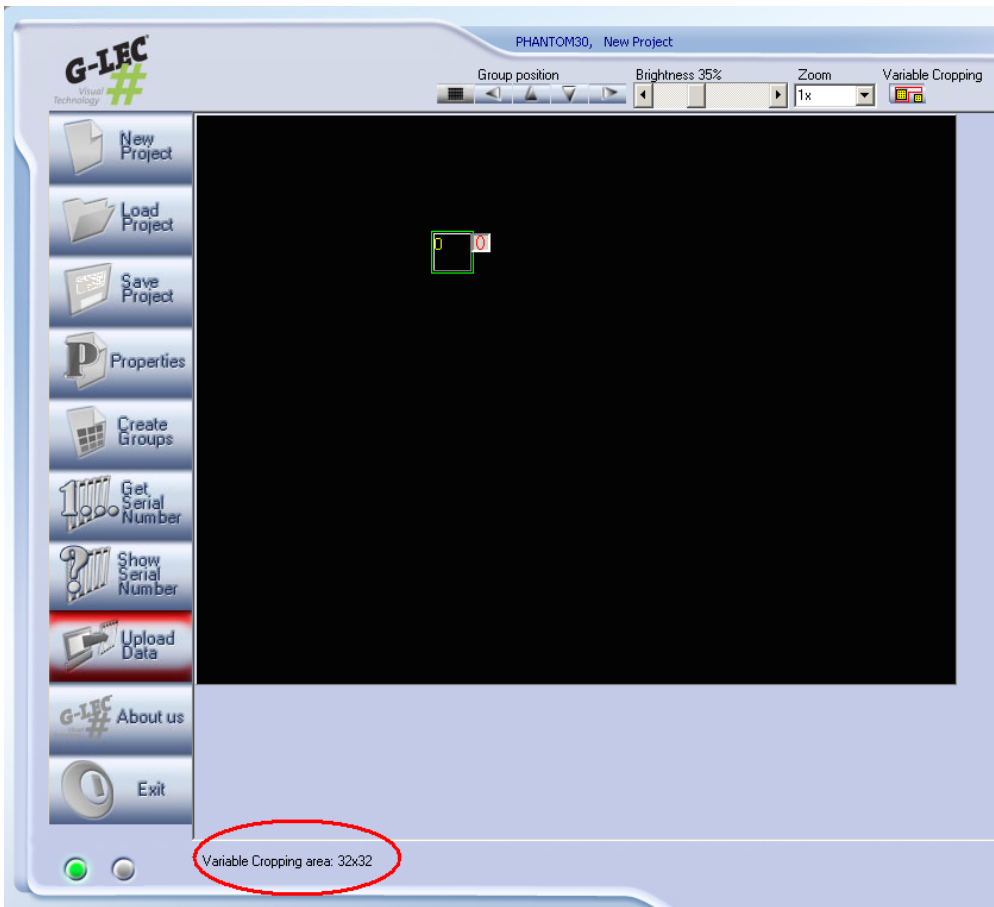 PHANTOM30, New Project
G-LEC
Visual
Technology
Group position
Brightness 35%
Zoom
Variable Cropping
1x
New
Project
0
0
Load
Project
Save
Project
P
Properties
Create
Groups
1
Get
Serial
Number
?
Show
Serial
Number
Upload
Data
G-LEC
About us
Exit
Variable Cropping area: 32x32